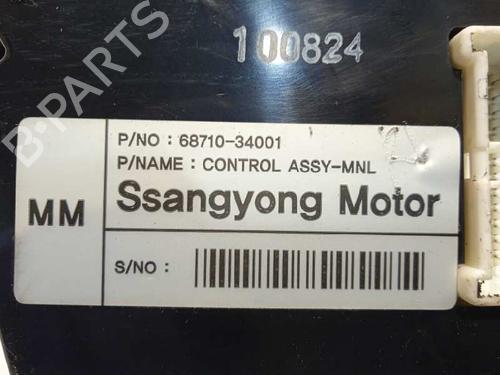 100824
B-PARTS
P/NO : 68710-34001
P/NAME : CONTROL ASSY-MNL
MM
Ssangyong Motor
S/NO :